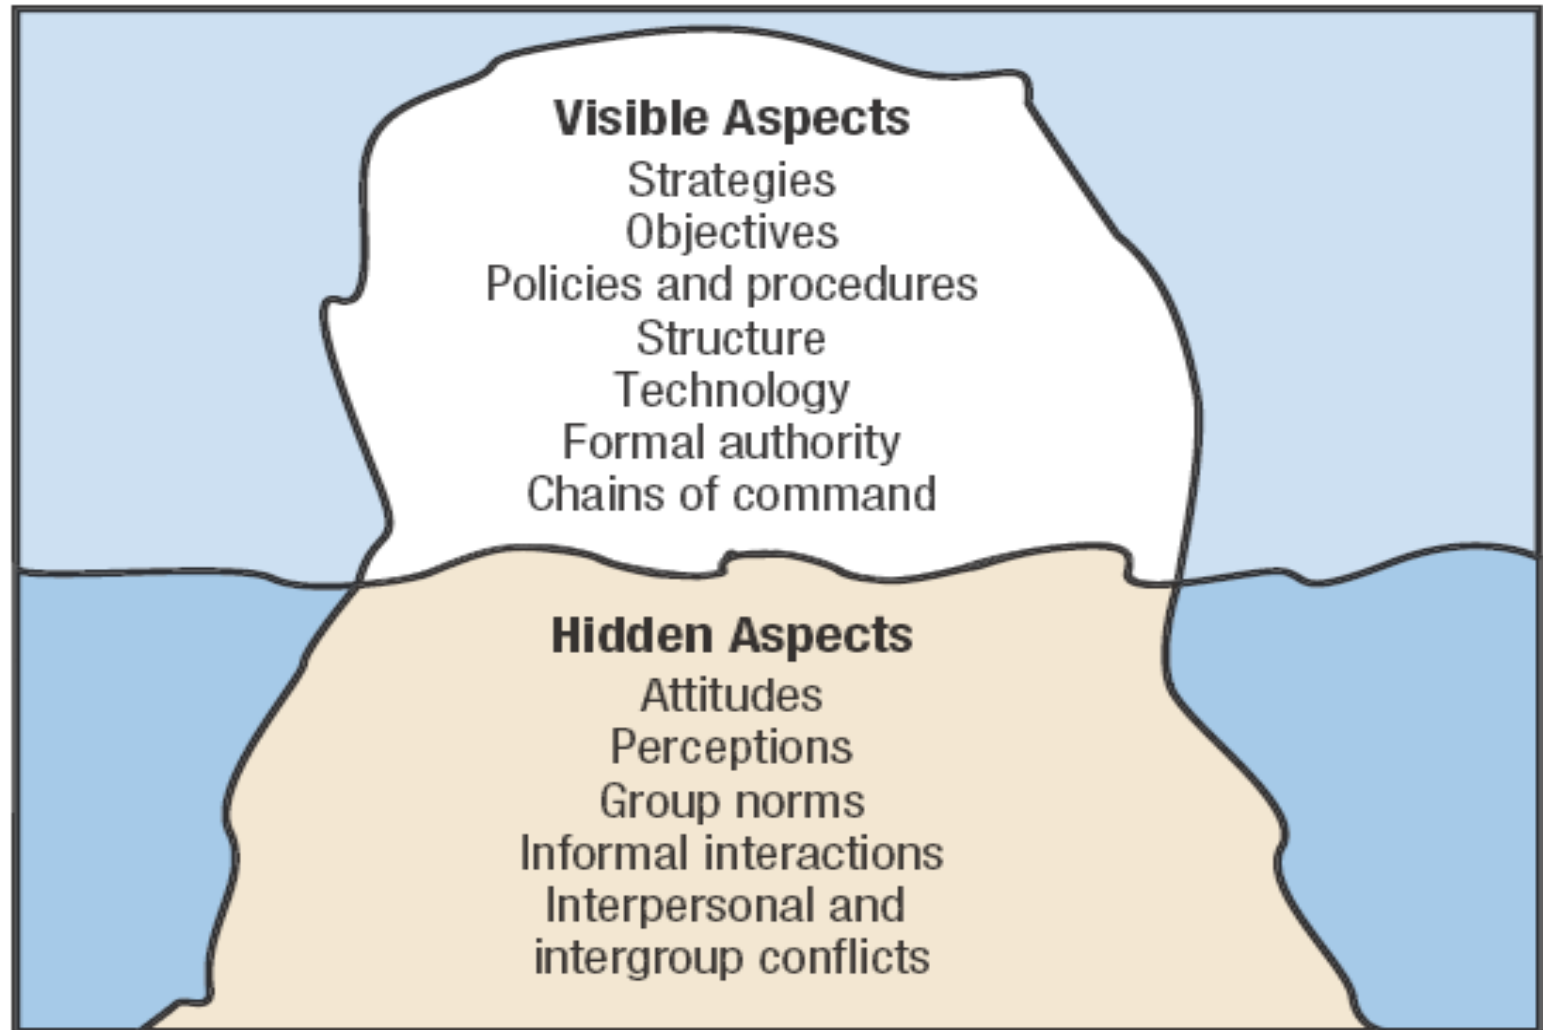 Visible Aspects
Strategies
Objectives
Policies and procedures
Structure
Technology
Formal authority
Chains of command
Hidden Aspects
Attitudes
Perceptions
Group norms
Informal interactions
Interpersonal and
intergroup conflicts